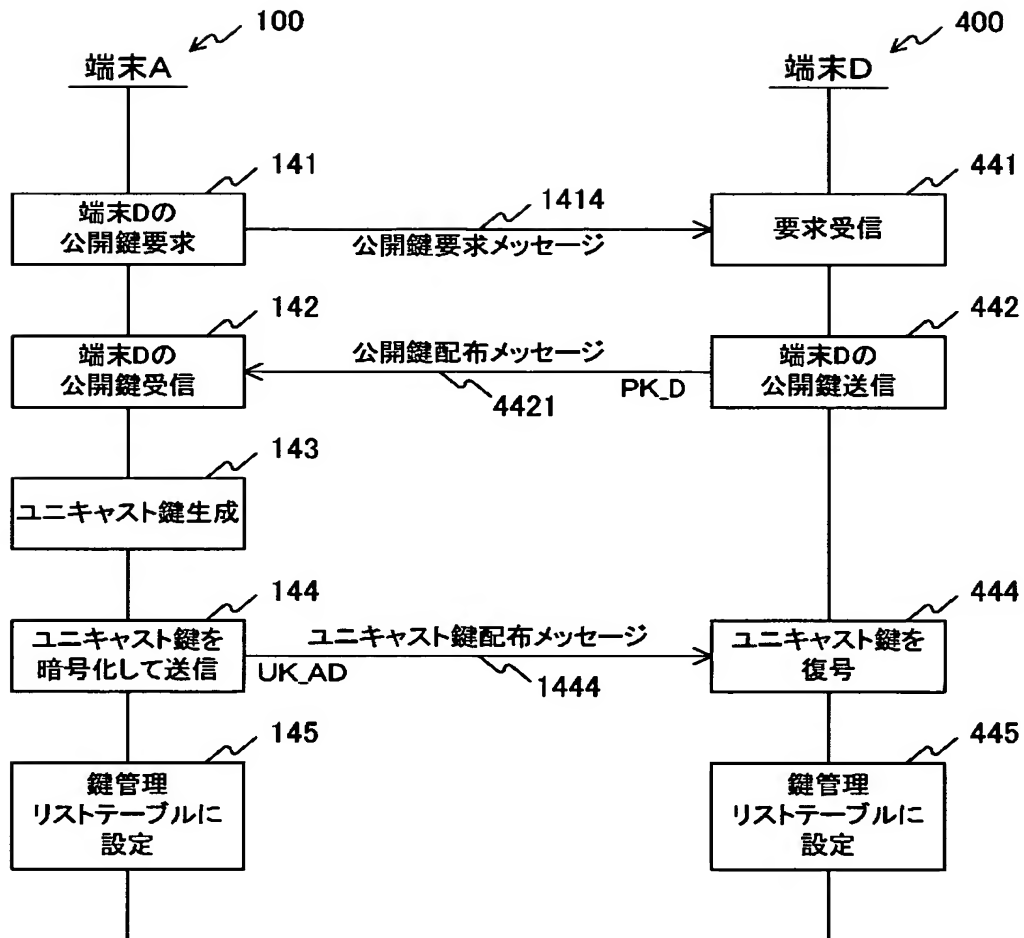 100
端末A
400
端末D
141
端末Dの
公開鍵要求
1414
公開鍵要求メッセージ
441
要求受信
142
端末Dの
公開鍵受信
公開鍵配布メッセージ
4421
PK_D
442
端末Dの
公開鍵送信
143
ユニキャスト鍵生成
144
ユニキャスト鍵を
暗号化して送信
ユニキャスト鍵配布メッセージ
UK_AD
1444
444
ユニキャスト鍵を
復号
145
鍵管理
リストテーブルに
設定
445
鍵管理
リストテーブルに
設定